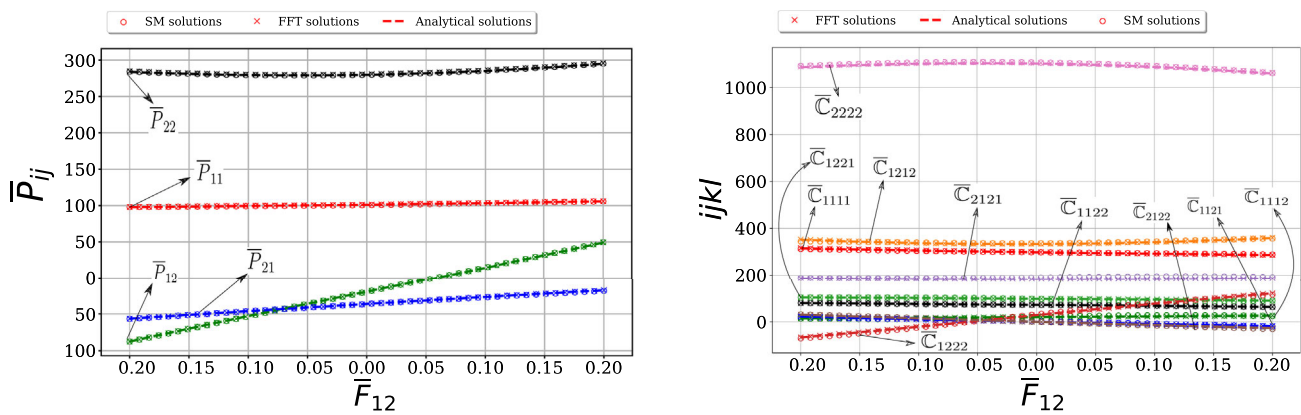 SM solutions FFT solutions Analytical solutions
300
250
200
150
100
50
0
50
100
P̅ij
P̅22
P̅11
P̅12
P̅21
0.20 0.15 0.10 0.05 0.00 0.05 0.10 0.15 0.20
F̅12
FFT solutions Analytical solutions SM solutions
1000
800
600
400
200
0
ijkl
ℂ̅2222
ℂ̅1221
ℂ̅1212
ℂ̅1111
ℂ̅2121
ℂ̅1122
ℂ̅2122
ℂ̅1121
ℂ̅1112
ℂ̅1222
0.20 0.15 0.10 0.05 0.00 0.05 0.10 0.15 0.20
F̅12